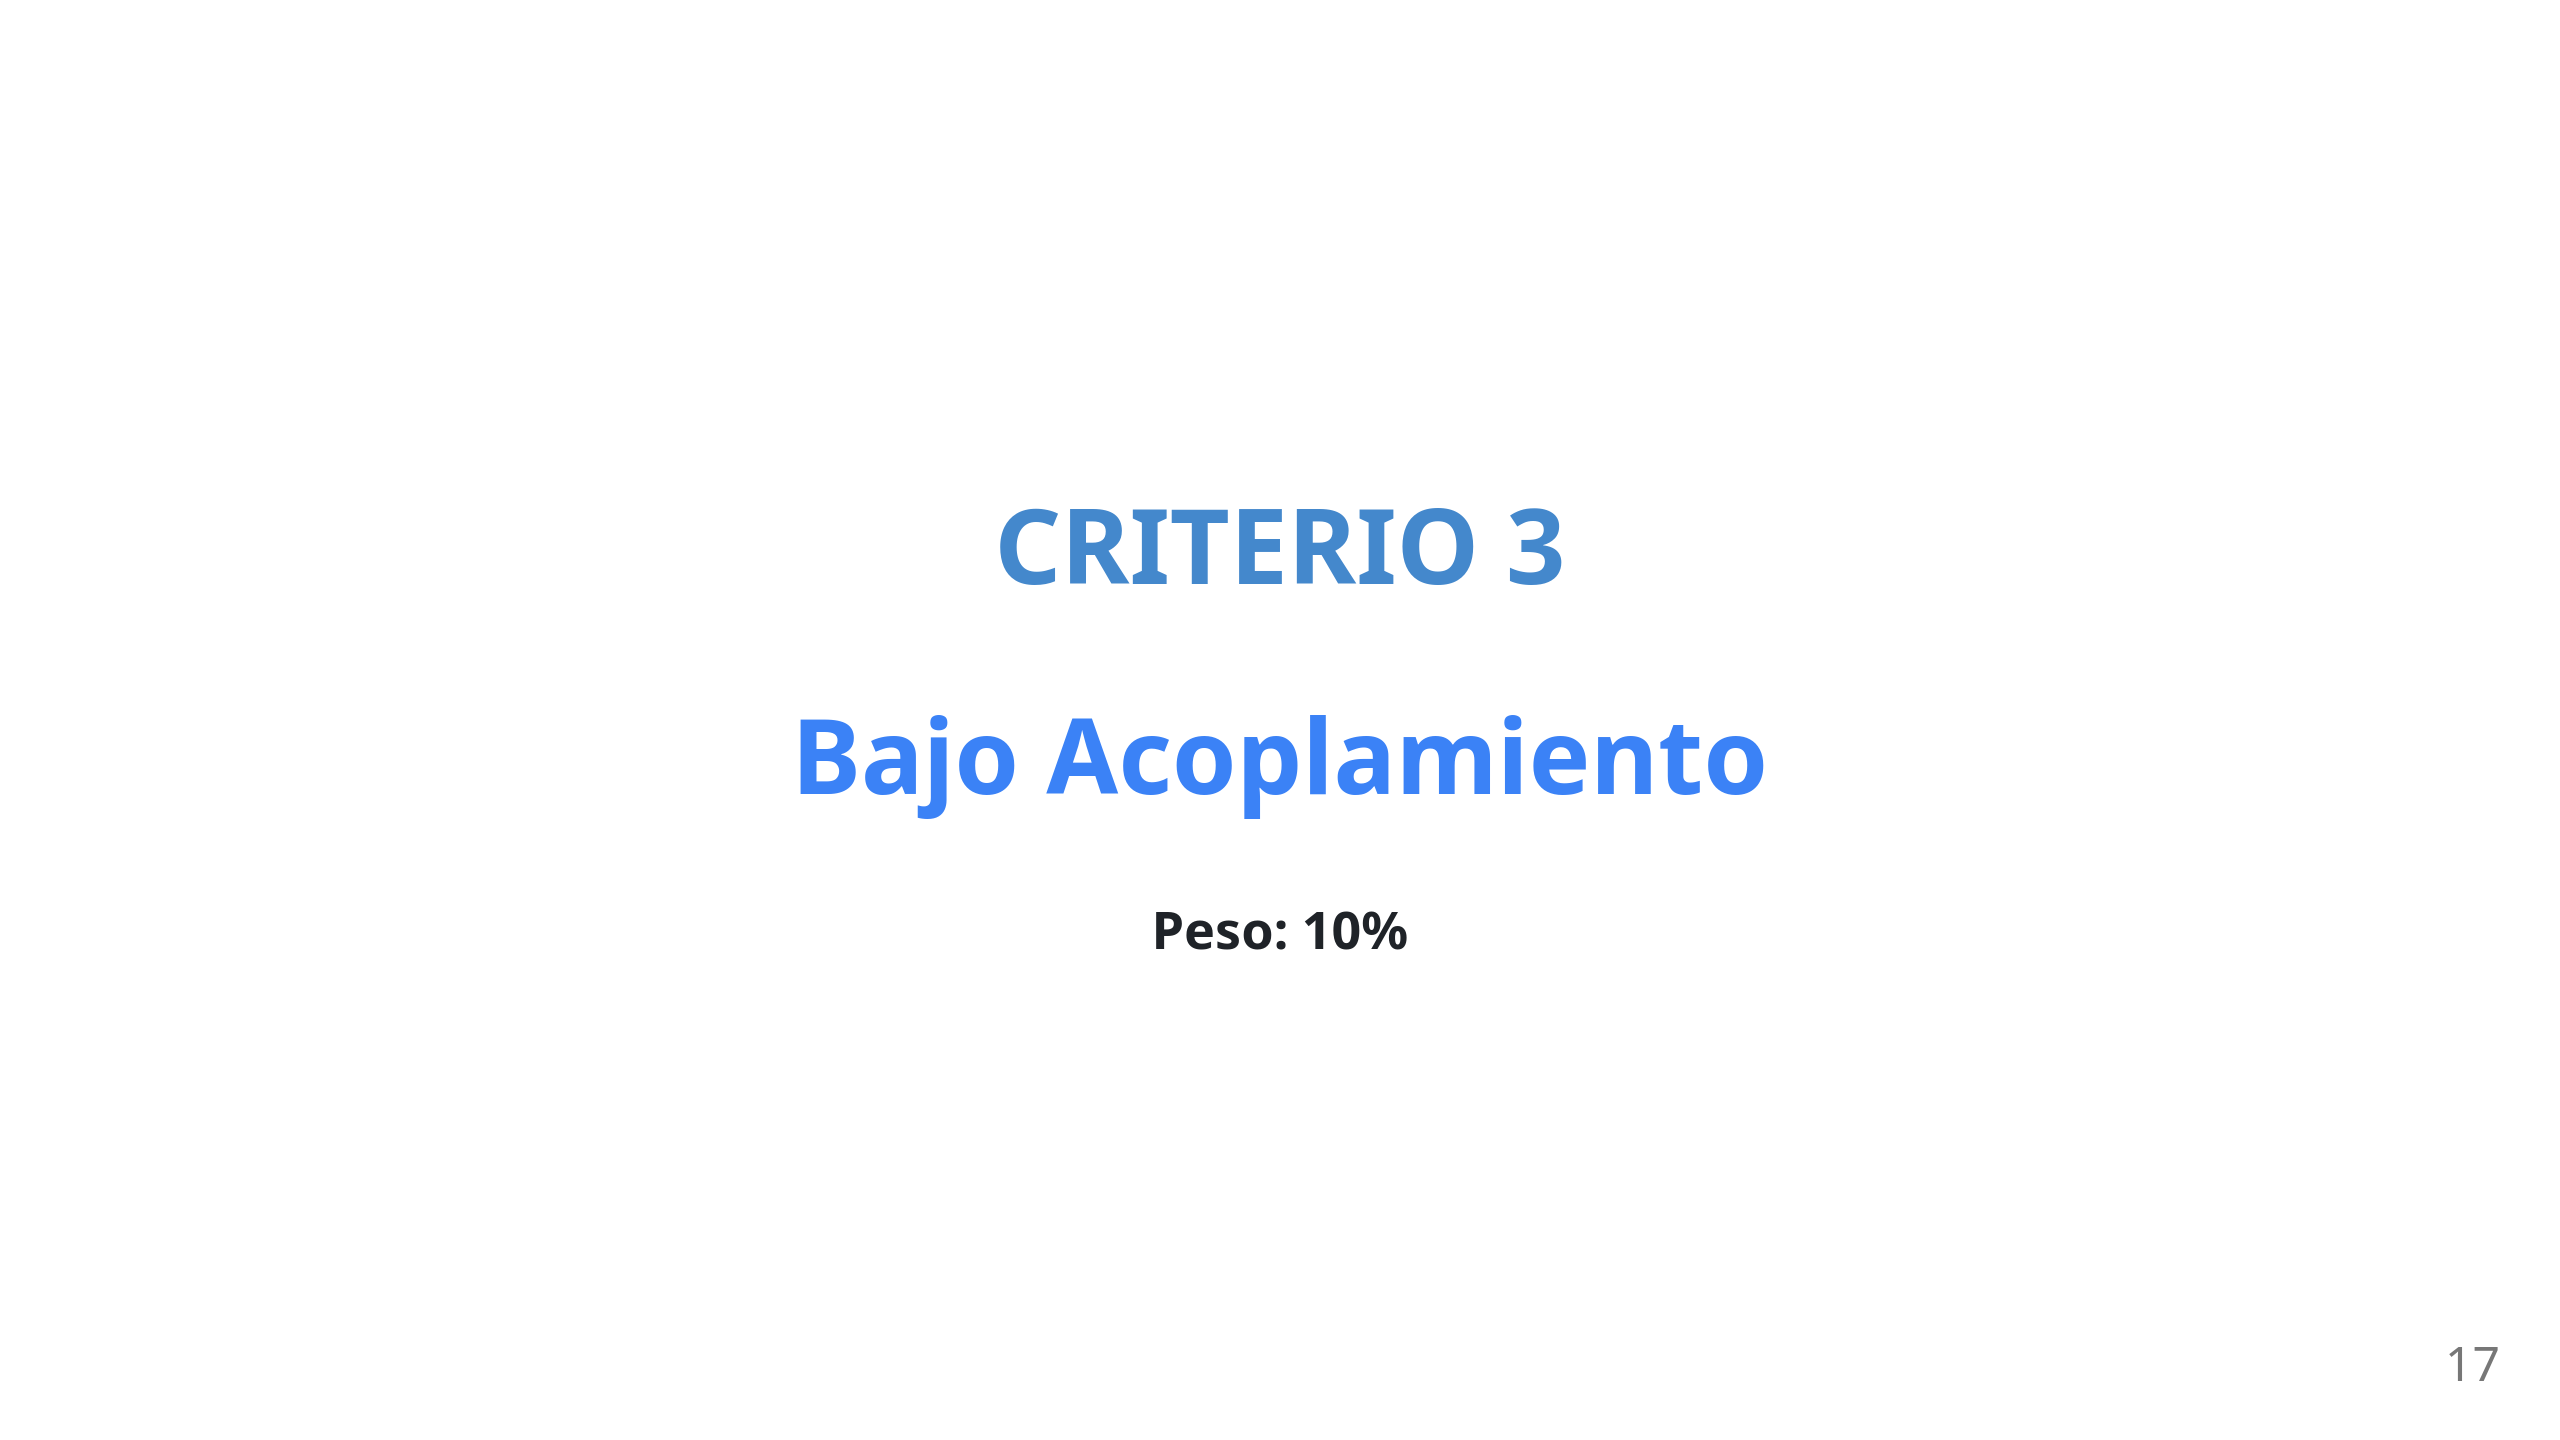 CRITERIO 3
Bajo Acoplamiento
Peso: 10%
17